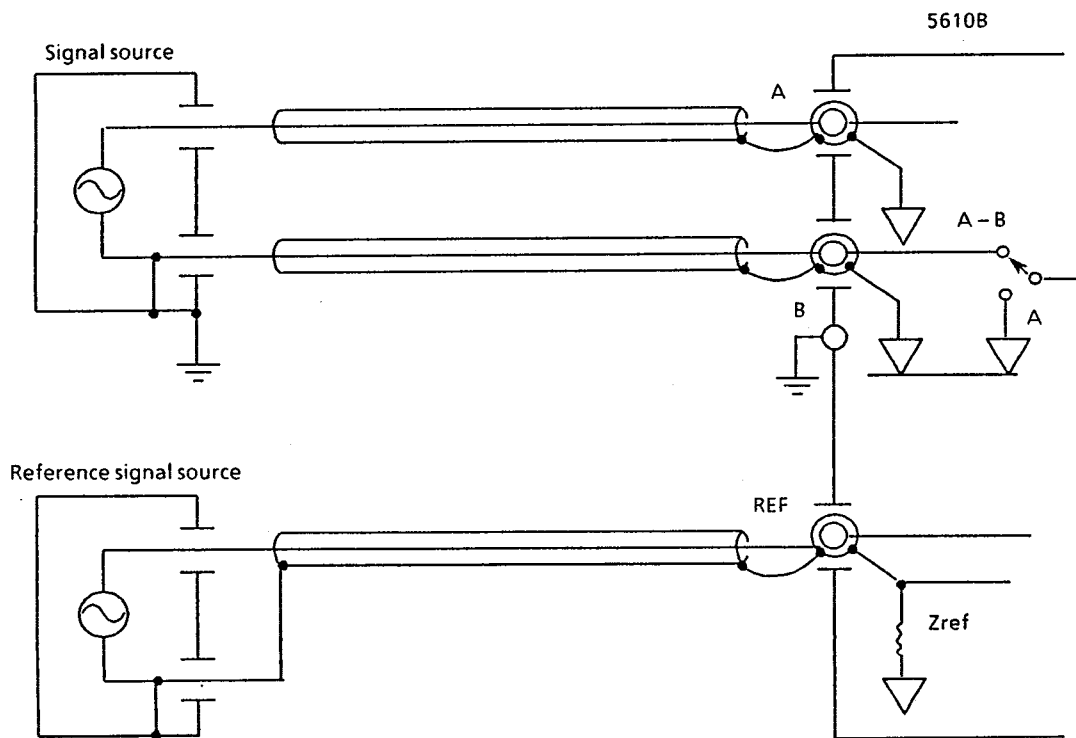 5610B
Signal source
A
A – B
B
A
Reference signal source
REF
Zref